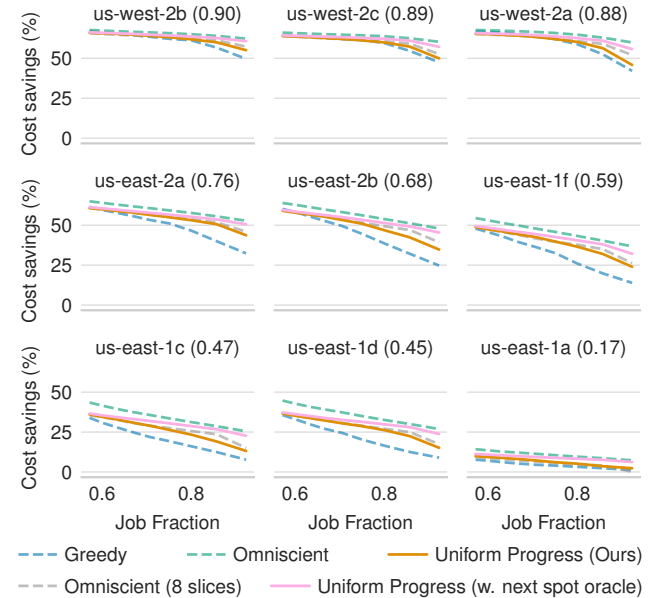 us-west-2b (0.90) us-west-2c (0.89) us-west-2a (0.88)
Cost savings (%)
50
25
0
us-east-2a (0.76) us-east-2b (0.68) us-east-1f (0.59)
Cost savings (%)
50
25
0
us-east-1c (0.47) us-east-1d (0.45) us-east-1a (0.17)
Cost savings (%)
50
25
0
0.6 0.8 0.6 0.8 0.6 0.8
Job Fraction Job Fraction Job Fraction
Greedy Omniscient Uniform Progress (Ours)
Omniscient (8 slices) Uniform Progress (w. next spot oracle)